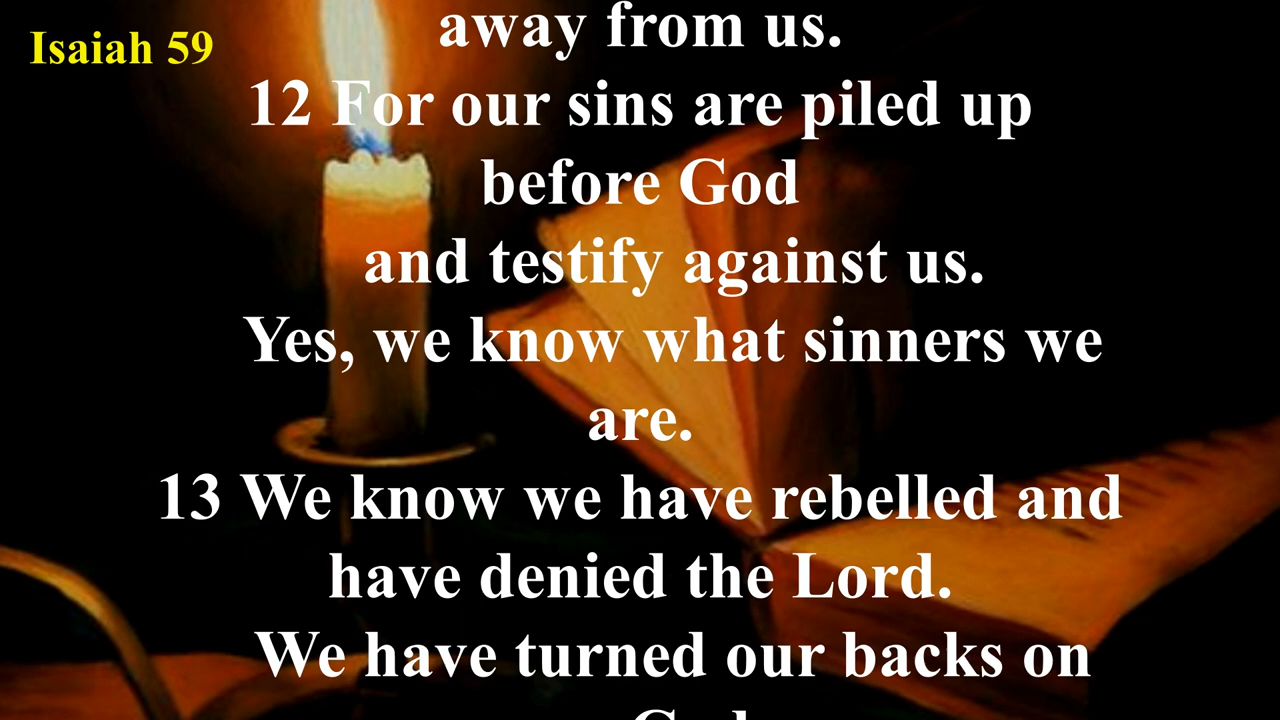 Isaiah 59
away from us.
12 For our sins are piled up
before God
and testify against us.
Yes, we know what sinners we
are.
13 We know we have rebelled and
have denied the Lord.
We have turned our backs on